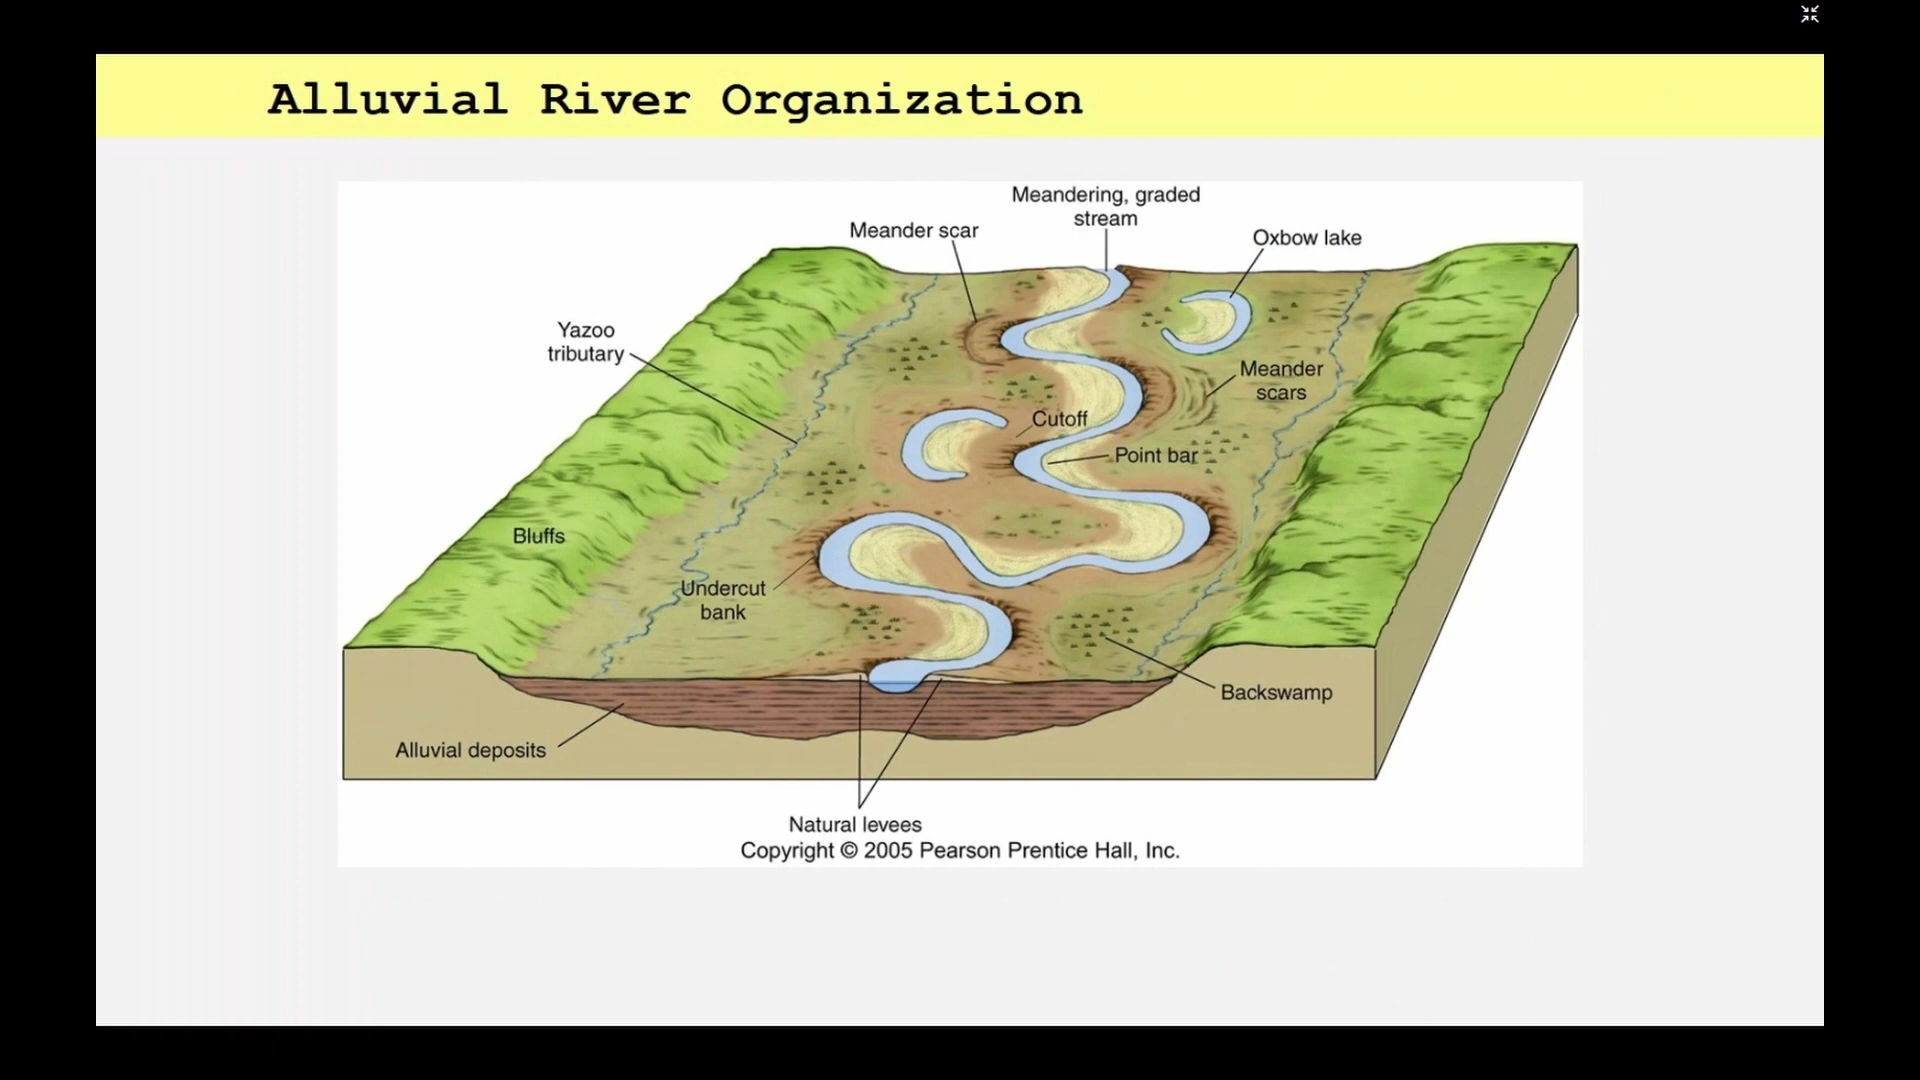 Alluvial River Organization
Meandering, graded
stream
Meander scar
Oxbow lake
Yazoo
tributary
Meander
scars
Cutoff
Point bar
Bluffs
Undercut
bank
Backswamp
Alluvial deposits
Natural levees
Copyright © 2005 Pearson Prentice Hall, Inc.